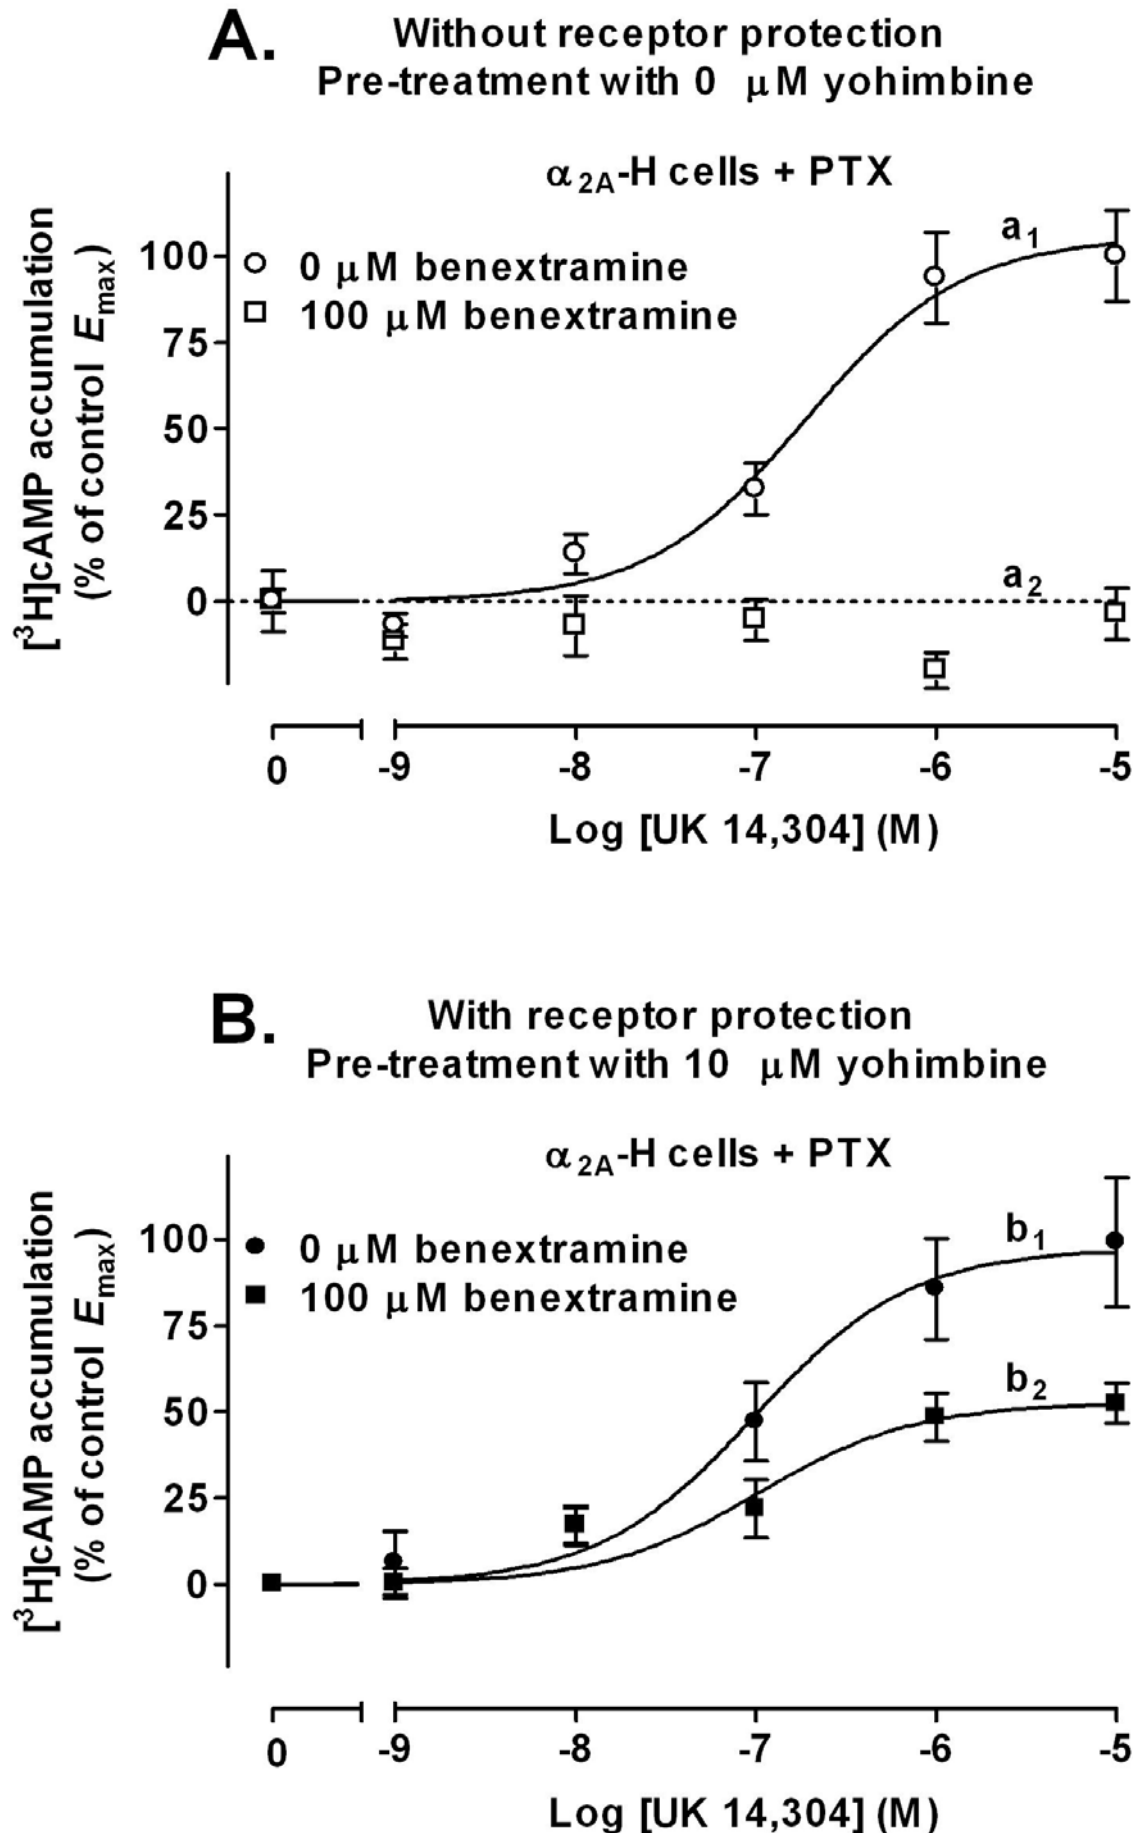 A.
Without receptor protection
Pre-treatment with 0 μM yohimbine
α2A-H cells + PTX
[³H]cAMP accumulation
(% of control Emax)
100
75
50
25
0
0 μM benextramine
100 μM benextramine
a1
a2
0 -9 -8 -7 -6 -5
Log [UK 14,304] (M)
B.
With receptor protection
Pre-treatment with 10 μM yohimbine
α2A-H cells + PTX
[³H]cAMP accumulation
(% of control Emax)
100
75
50
25
0
0 μM benextramine
100 μM benextramine
b1
b2
0 -9 -8 -7 -6 -5
Log [UK 14,304] (M)